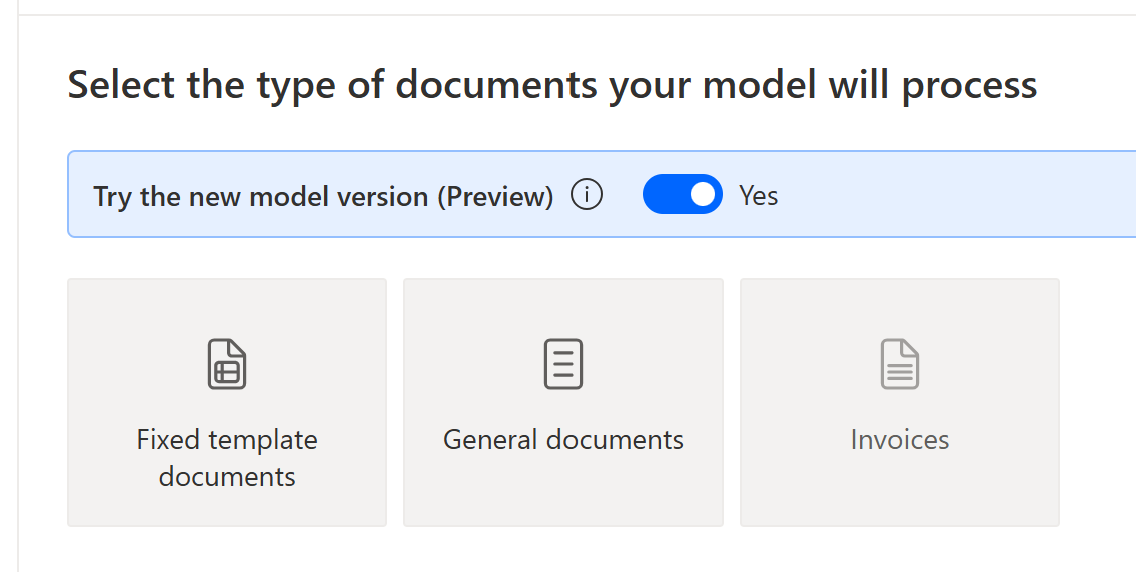 Select the type of documents your model will process
Try the new model version (Preview)
Yes
Fixed template
documents
General documents
Invoices